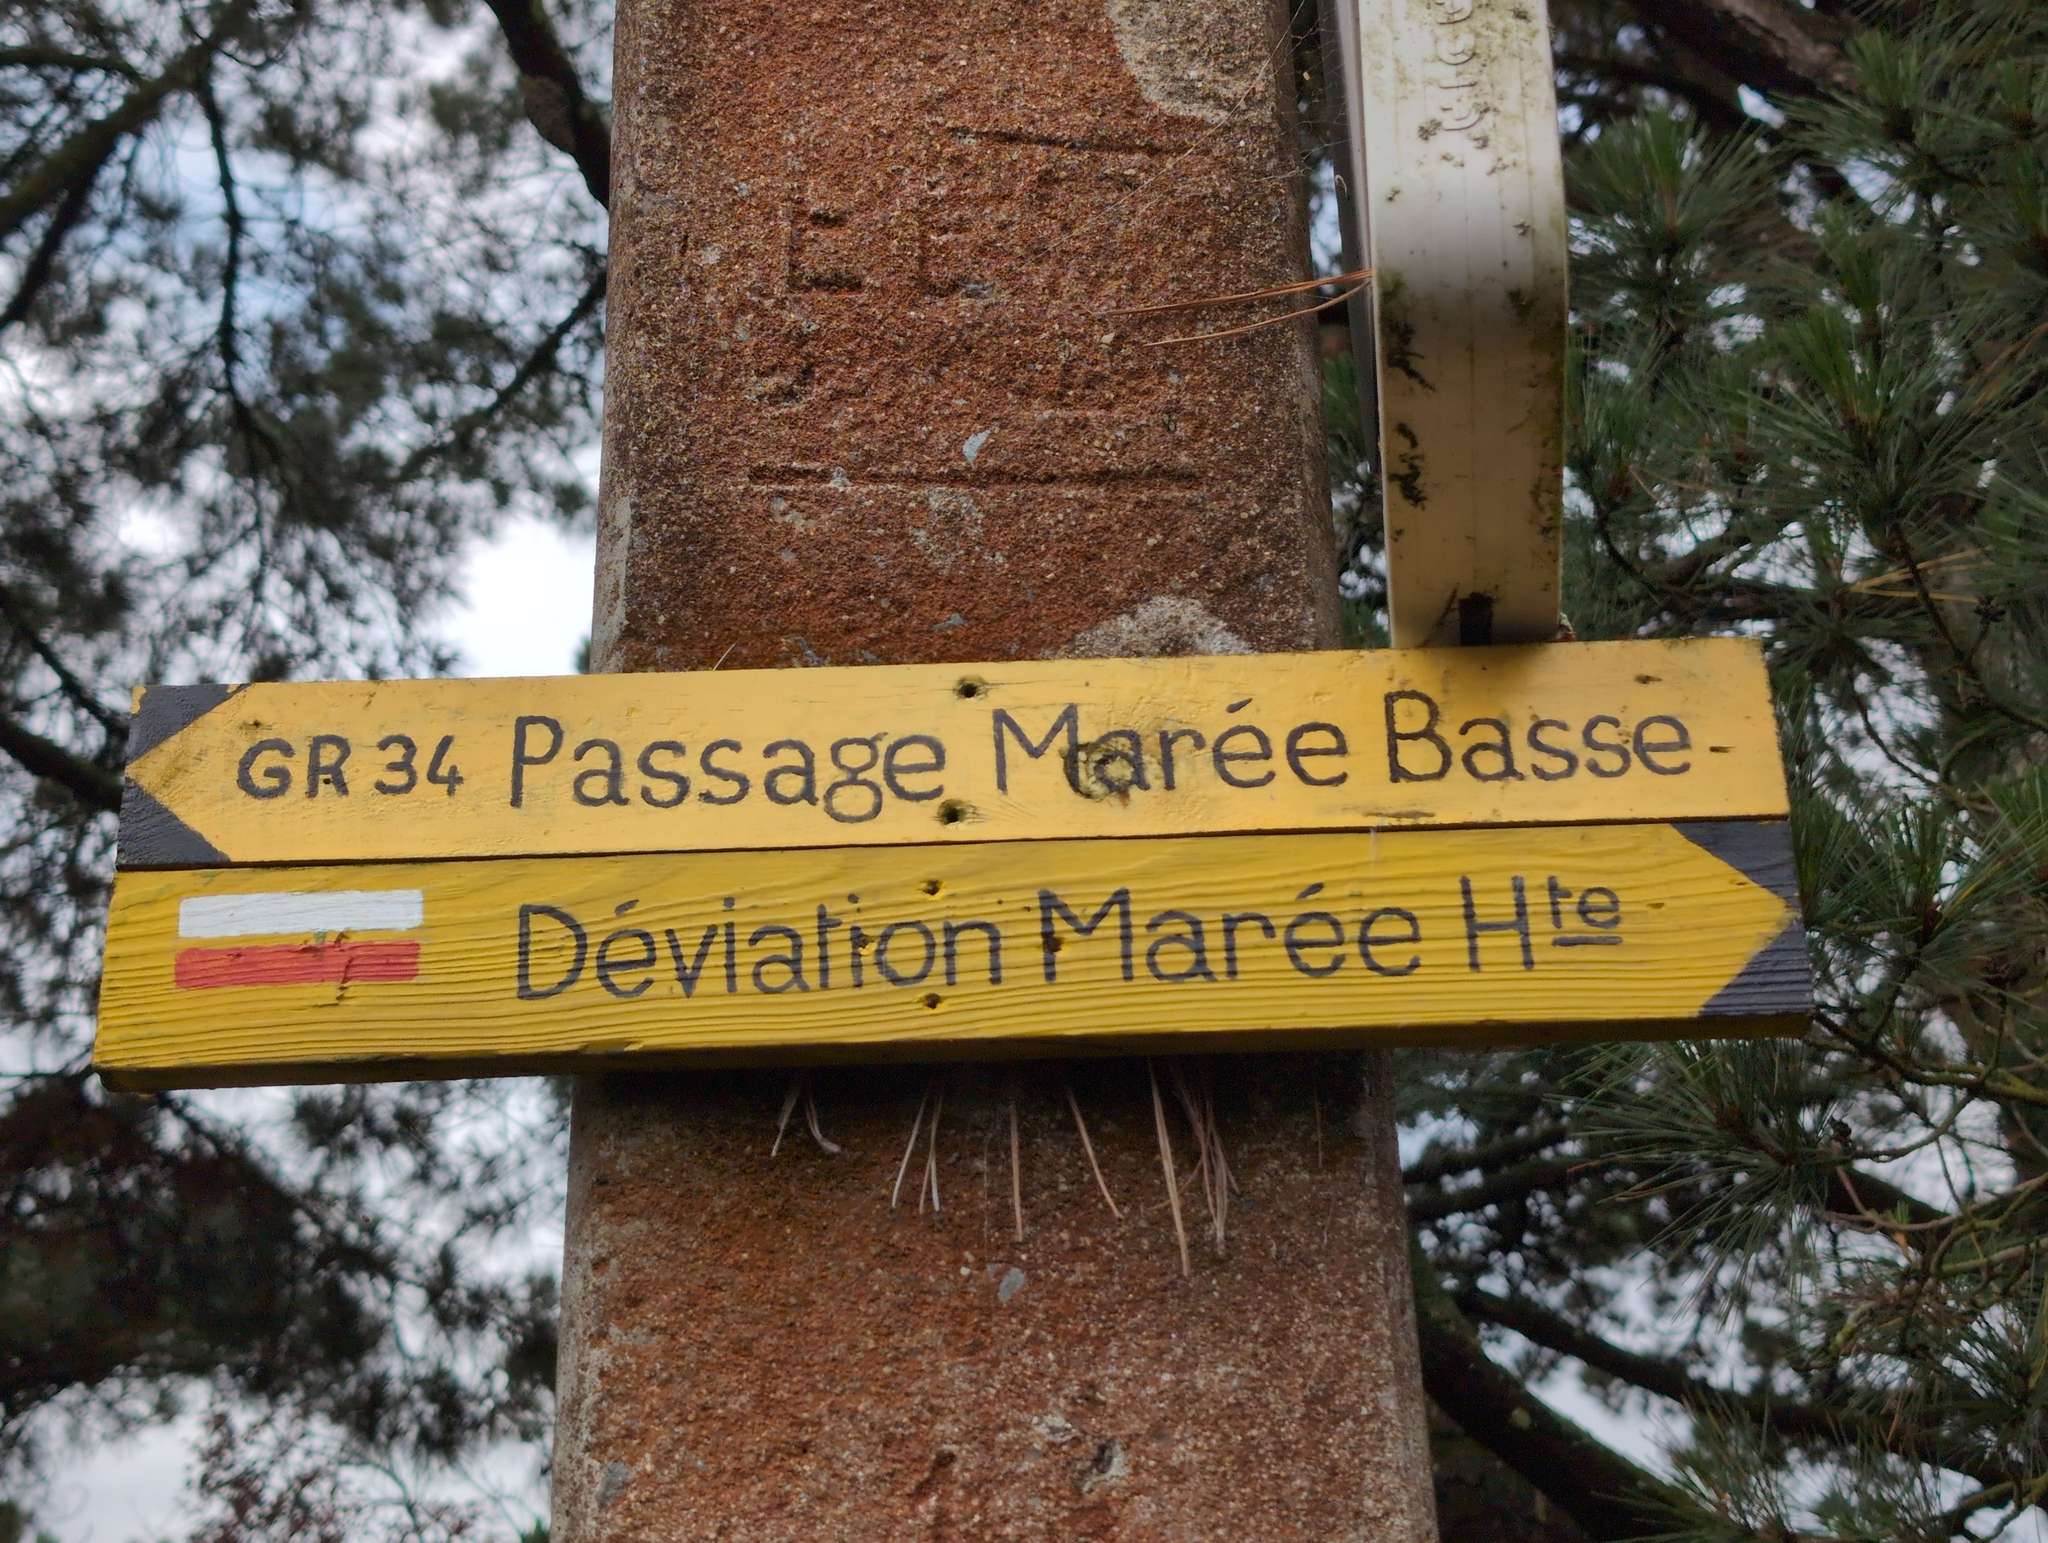 GR 34 Passage Marée Basse
Déviation Marée Hte